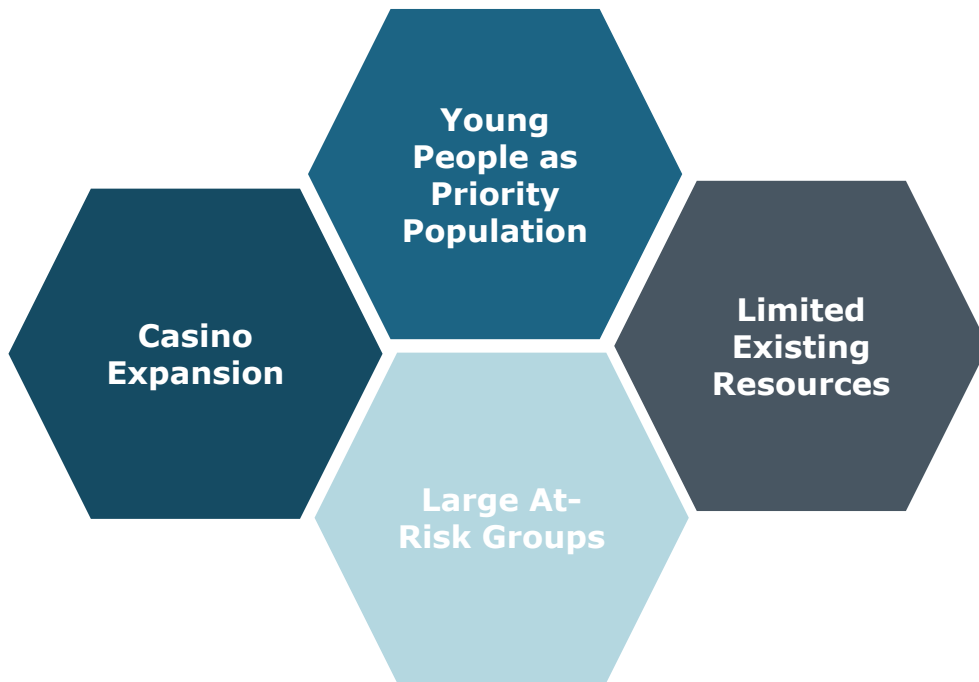 Young
People as
Priority
Population
Casino
Expansion
Limited
Existing
Resources
Large At-
Risk Groups